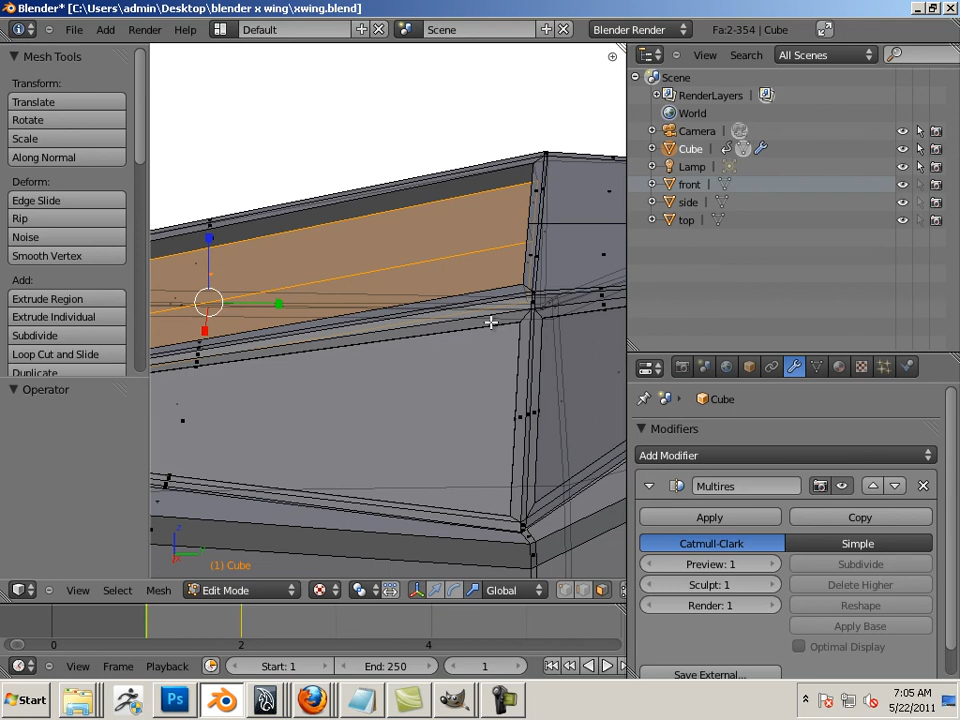 Blender* [C:\Users\admin\Desktop\blender x wing\xwing.blend]
File Add Render Help Default Scene Blender Render Fa:2-354 | Cube
Mesh Tools
Transform:
Translate
Rotate
Scale
Along Normal
Deform:
Edge Slide
Rip
Noise
Smooth Vertex
Add:
Extrude Region
Extrude Individual
Subdivide
Loop Cut and Slide
Duplicate
Operator
z
(1) Cube
View Select Mesh Edit Mode Global
0 2 4
View Frame Playback Start: 1 End: 250 1
View Search All Scenes
Scene
RenderLayers |
World
Camera |
Cube |
Lamp |
front |
side |
top |
Cube
Modifiers
Add Modifier
Multires
Apply Copy
Catmull-Clark Simple
Preview: 1 Subdivide
Sculpt: 1 Delete Higher
Render: 1 Reshape
Apply Base
Optimal Display
Save External...
Start Ps 7:05 AM
5/22/2011